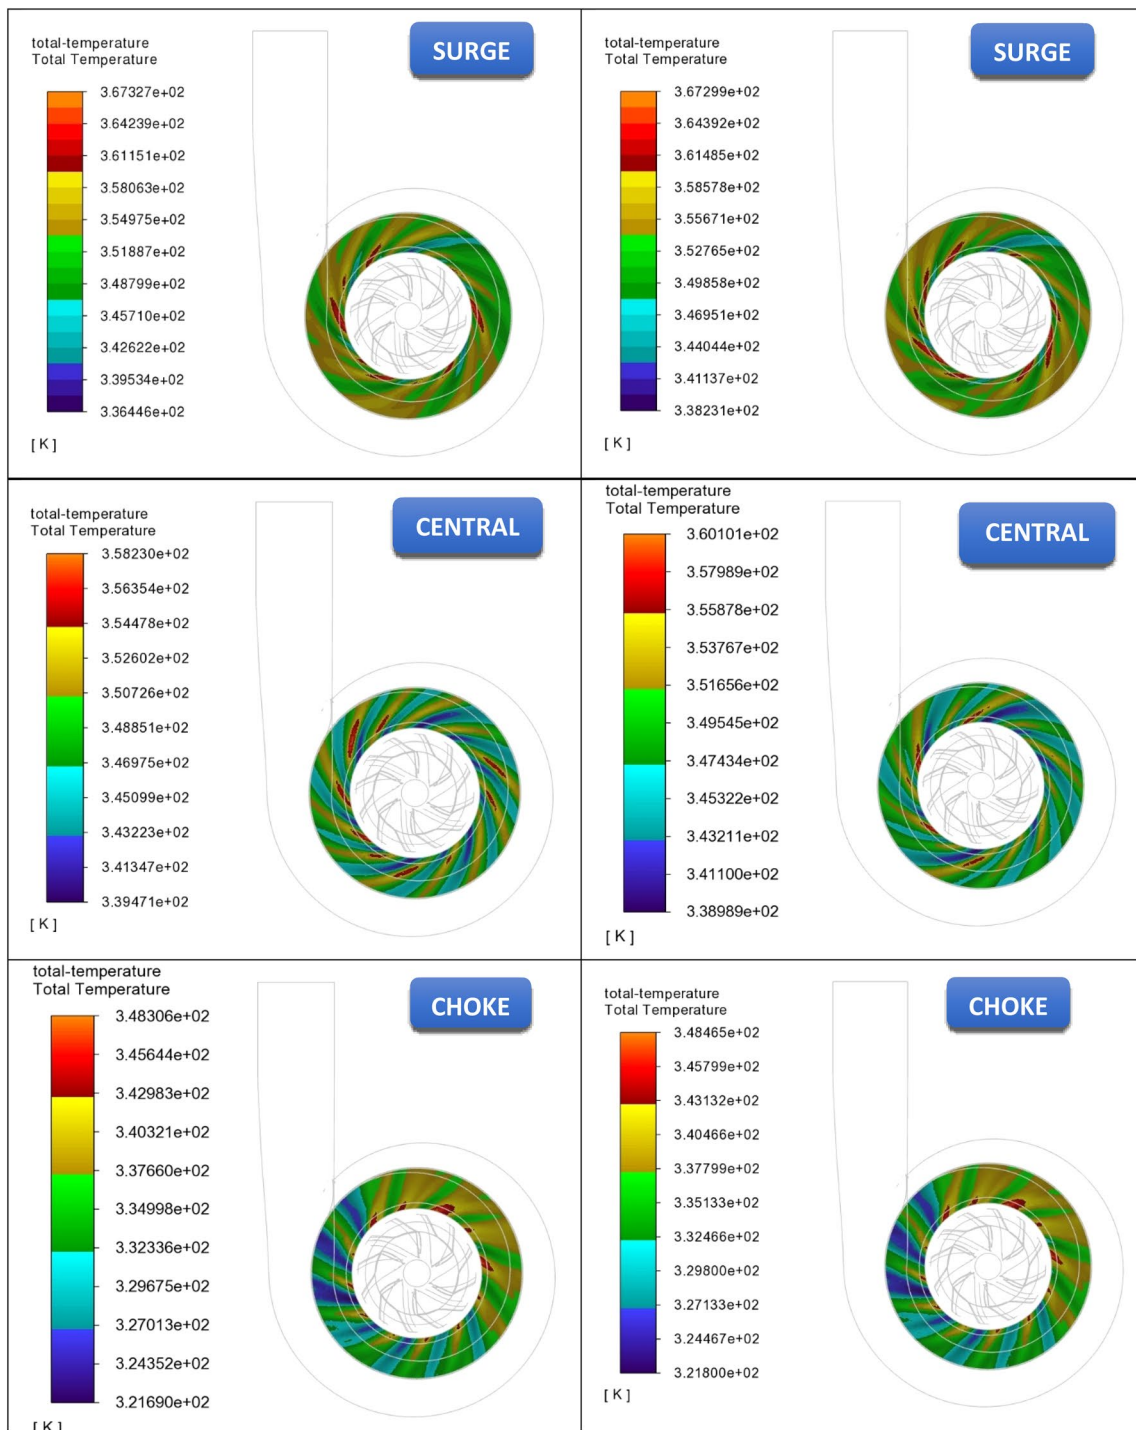 total-temperature
Total Temperature
SURGE
3.67327e+02
3.64239e+02
3.61151e+02
3.58063e+02
3.54975e+02
3.51887e+02
3.48799e+02
3.45710e+02
3.42622e+02
3.39534e+02
3.36446e+02
[ K ]
total-temperature
Total Temperature
SURGE
3.67299e+02
3.64392e+02
3.61485e+02
3.58578e+02
3.55671e+02
3.52765e+02
3.49858e+02
3.46951e+02
3.44044e+02
3.41137e+02
3.38231e+02
[ K ]
total-temperature
Total Temperature
CENTRAL
3.58230e+02
3.56354e+02
3.54478e+02
3.52602e+02
3.50726e+02
3.48851e+02
3.46975e+02
3.45099e+02
3.43223e+02
3.41347e+02
3.39471e+02
[ K ]
total-temperature
Total Temperature
CENTRAL
3.60101e+02
3.57989e+02
3.55878e+02
3.53767e+02
3.51656e+02
3.49545e+02
3.47434e+02
3.45322e+02
3.43211e+02
3.41100e+02
3.38989e+02
[ K ]
total-temperature
Total Temperature
CHOKE
3.48306e+02
3.45644e+02
3.42983e+02
3.40321e+02
3.37660e+02
3.34998e+02
3.32336e+02
3.29675e+02
3.27013e+02
3.24352e+02
3.21690e+02
[ K ]
total-temperature
Total Temperature
CHOKE
3.48465e+02
3.45799e+02
3.43132e+02
3.40466e+02
3.37799e+02
3.35133e+02
3.32466e+02
3.29800e+02
3.27133e+02
3.24467e+02
3.21800e+02
[ K ]